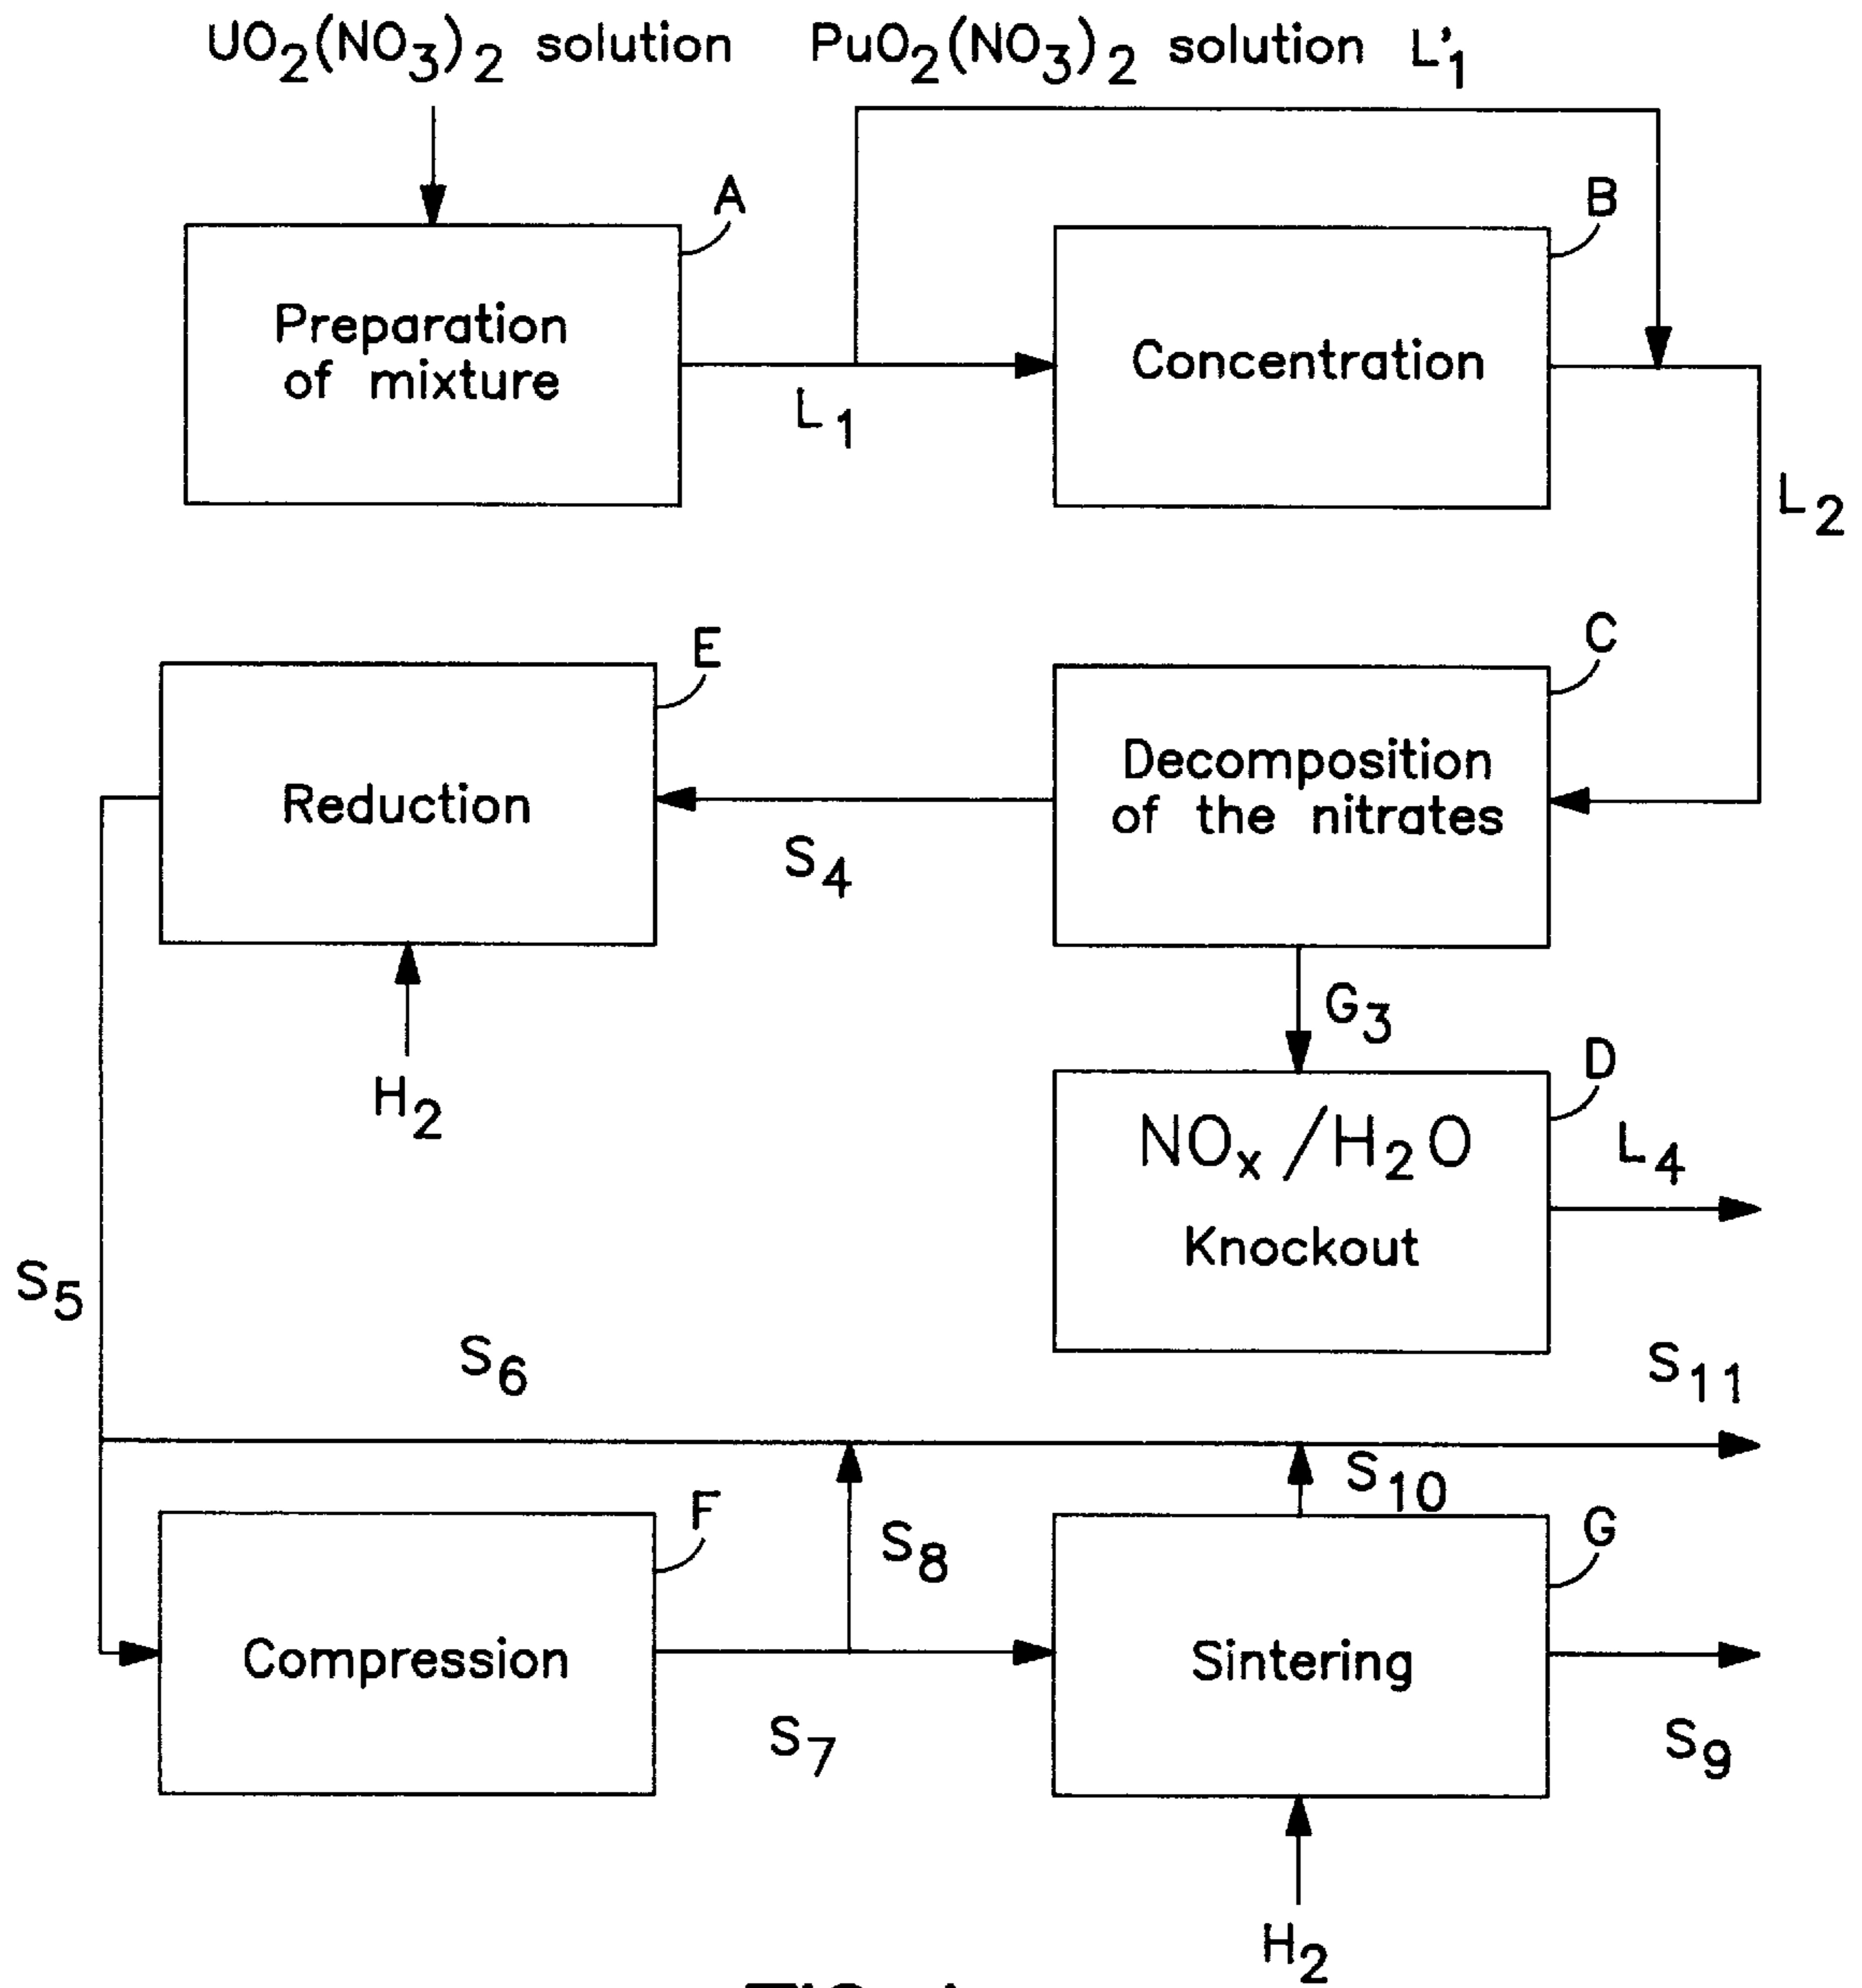 UO2(NO3)2 solution PuO2(NO3)2 solution L'1
A
B
Preparation
of mixture
Concentration
L1
L2
E
C
Reduction
Decomposition
of the nitrates
S4
G3
H2
D
NOx/H2O
Knockout
L4
S5
S6
S11
S10
F
G
S8
Compression
Sintering
S7
S9
H2